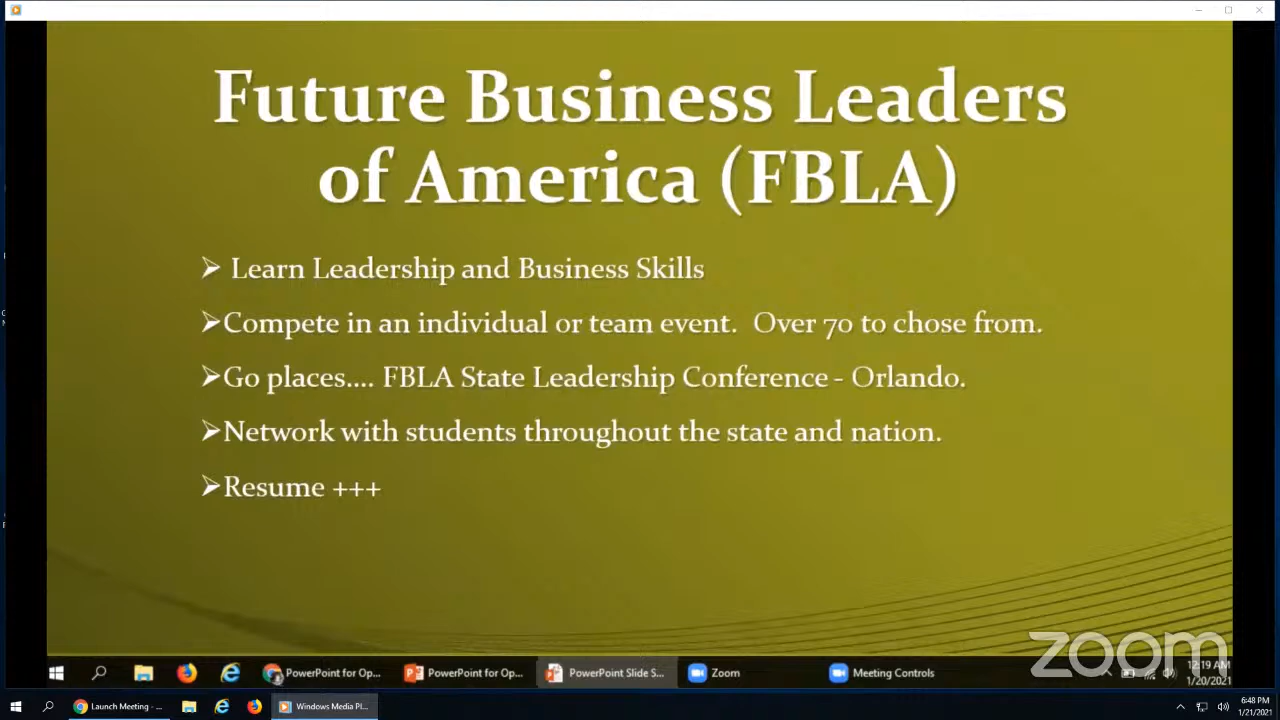 Future Business Leaders
of America (FBLA)
➢ Learn Leadership and Business Skills
➢Compete in an individual or team event.  Over 70 to chose from.
➢Go places.... FBLA State Leadership Conference - Orlando.
➢Network with students throughout the state and nation.
➢Resume +++
zoom
PowerPoint for Op...
PowerPoint for Op...
PowerPoint Slide S...
Zoom
Meeting Controls
12:19 AM
1/20/2021
Launch Meeting - ...
Windows Media Pl...
6:48 PM
1/21/2021